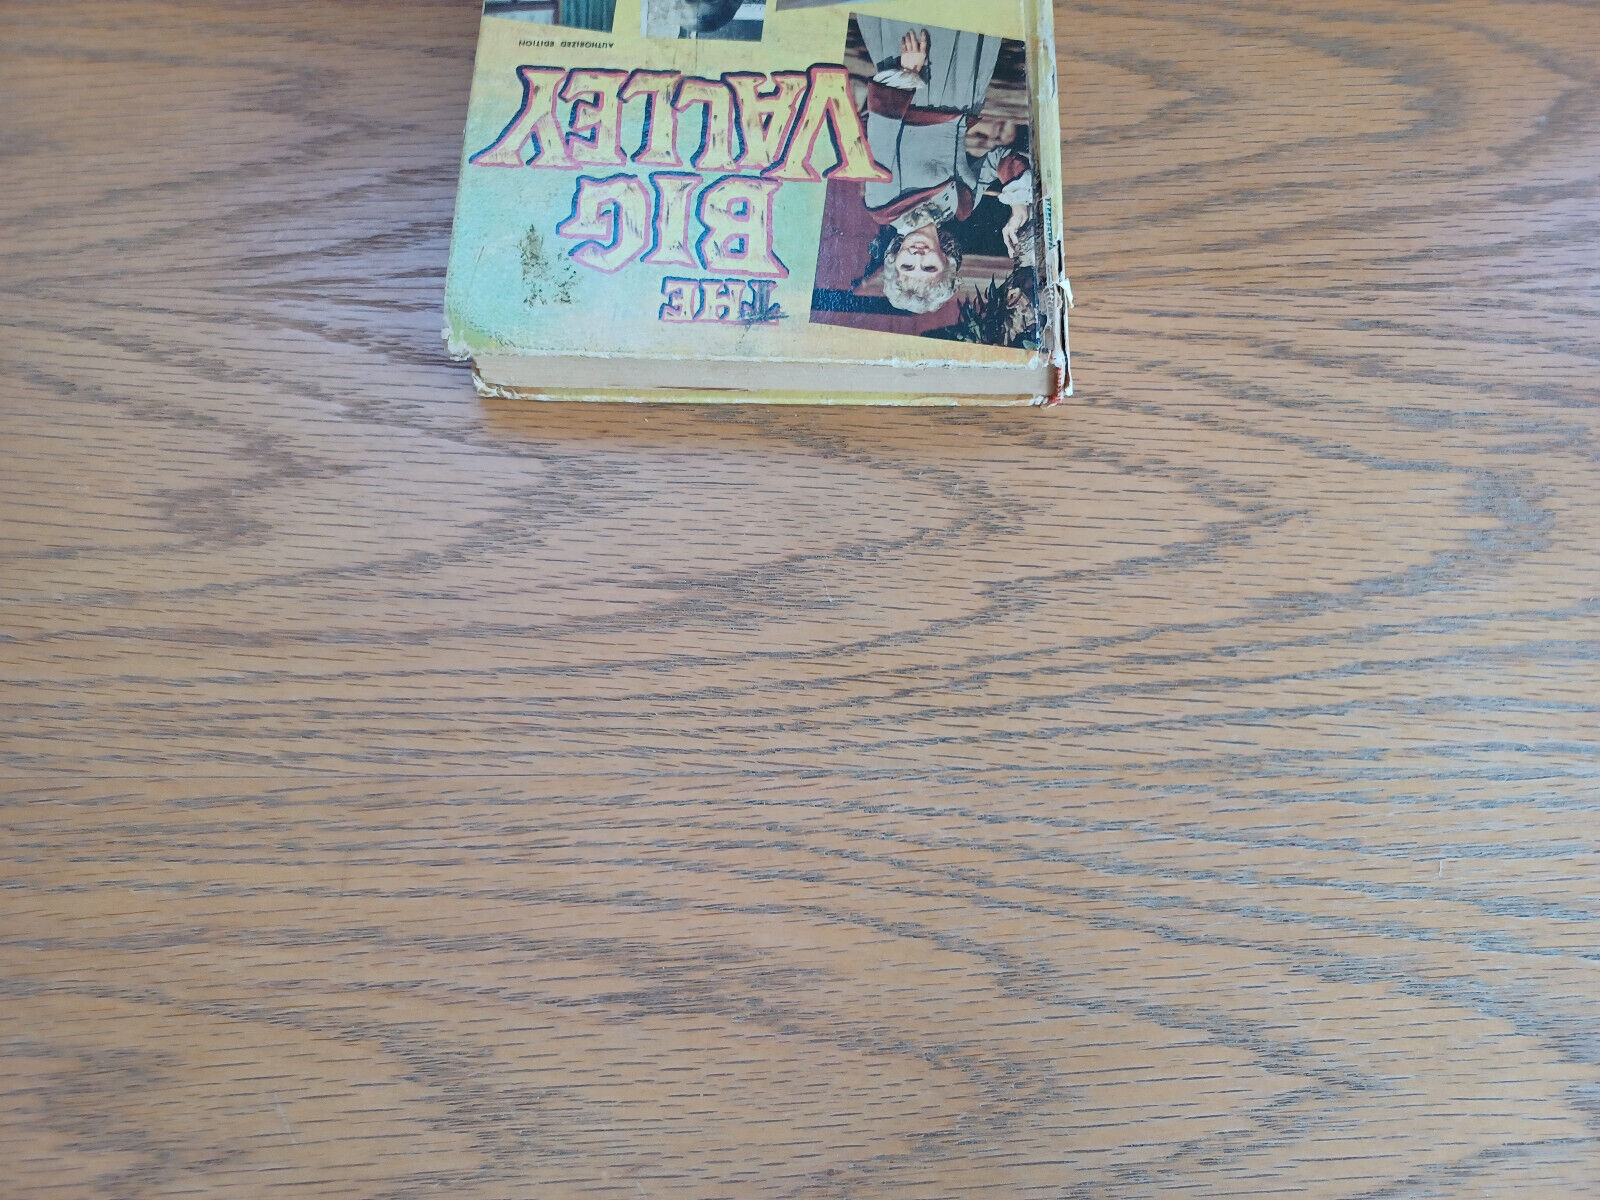 THE
BIG
VALLEY
AUTHORIZED EDITION